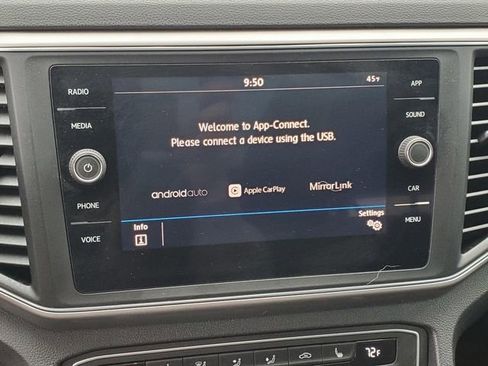 9:50
45°F
RADIO
MEDIA
PHONE
VOICE
Welcome to App-Connect.
Please connect a device using the USB.
androidauto
Apple CarPlay
MirrorLink
Info
Settings
APP
SOUND
CAR
MENU
72°F